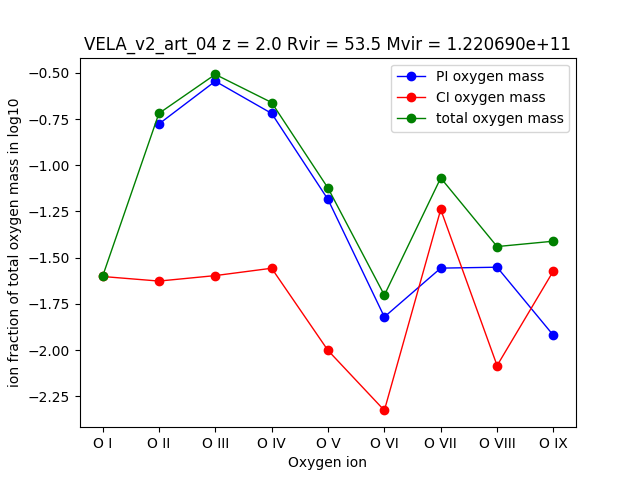 VELA_v2_art_04 z = 2.0 Rvir = 53.5 Mvir = 1.220690e+11
PI oxygen mass
CI oxygen mass
total oxygen mass
ion fraction of total oxygen mass in log10
−0.50
−0.75
−1.00
−1.25
−1.50
−1.75
−2.00
−2.25
O I O II O III O IV O V O VI O VII O VIII O IX
Oxygen ion